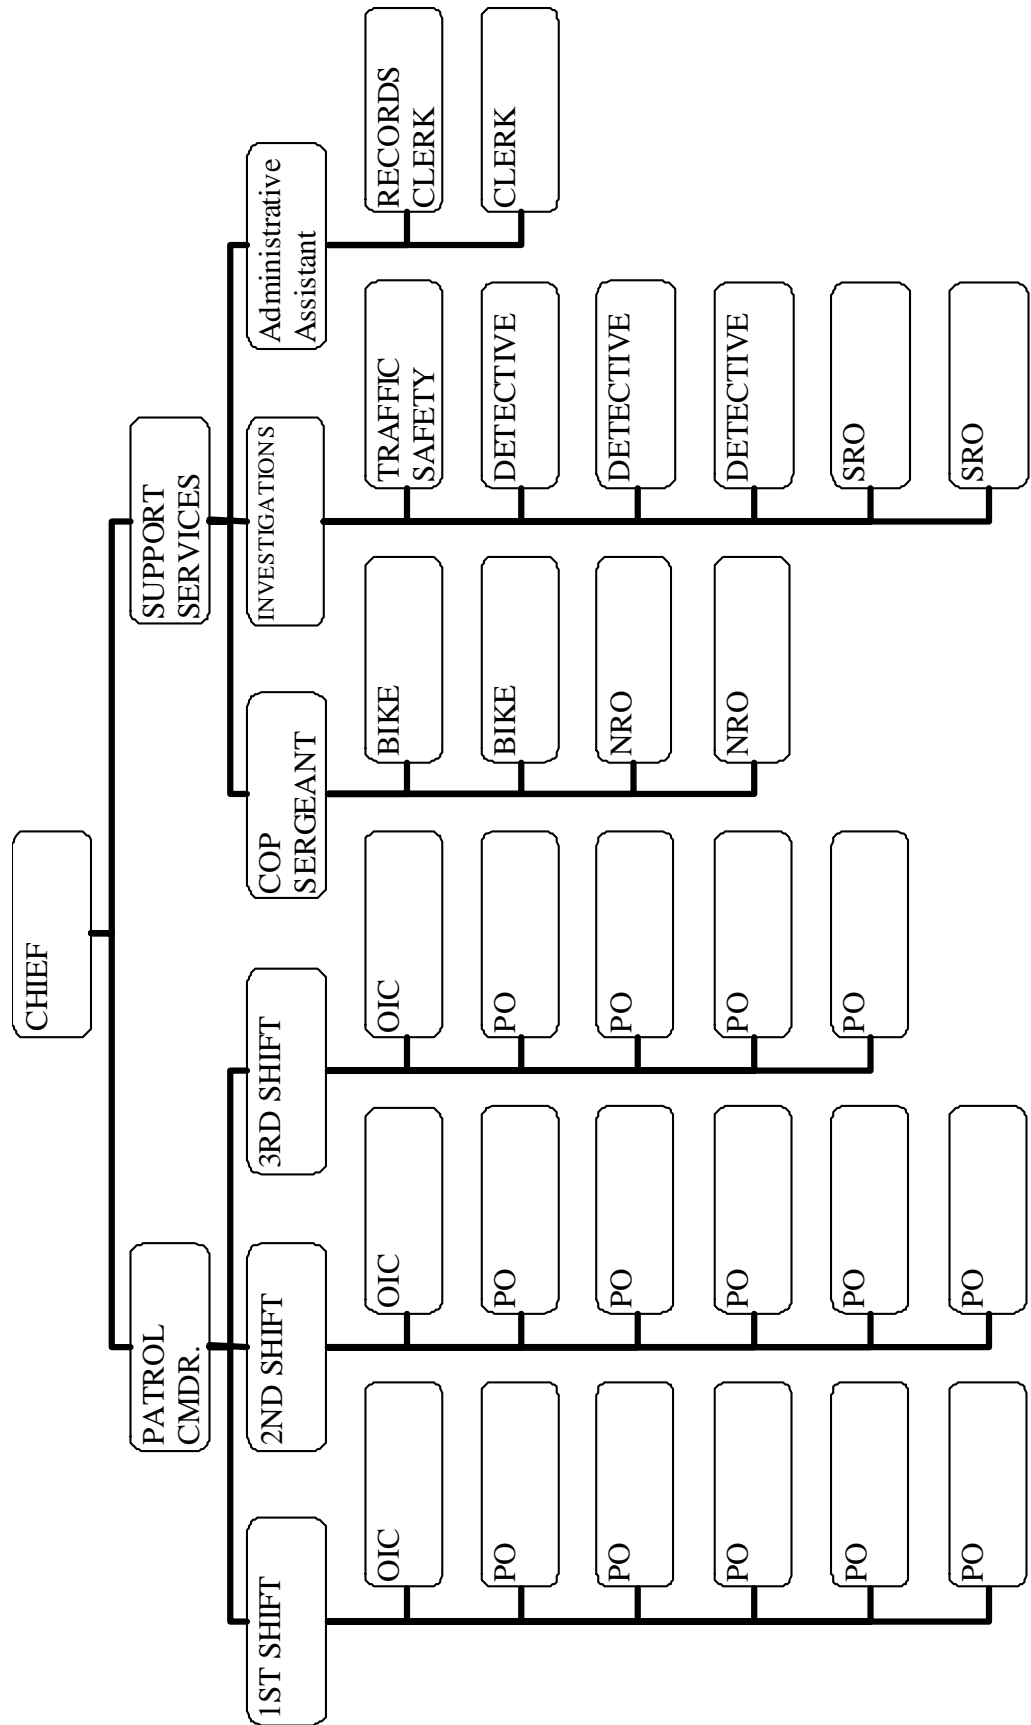 CHIEF
PATROL
CMDR.
SUPPORT
SERVICES
1ST SHIFT
2ND SHIFT
3RD SHIFT
COP
SERGEANT
INVESTIGATIONS
Administrative
Assistant
OIC
PO
PO
PO
PO
PO
OIC
PO
PO
PO
PO
PO
OIC
PO
PO
PO
PO
BIKE
BIKE
NRO
NRO
TRAFFIC
SAFETY
DETECTIVE
DETECTIVE
DETECTIVE
SRO
SRO
RECORDS
CLERK
CLERK